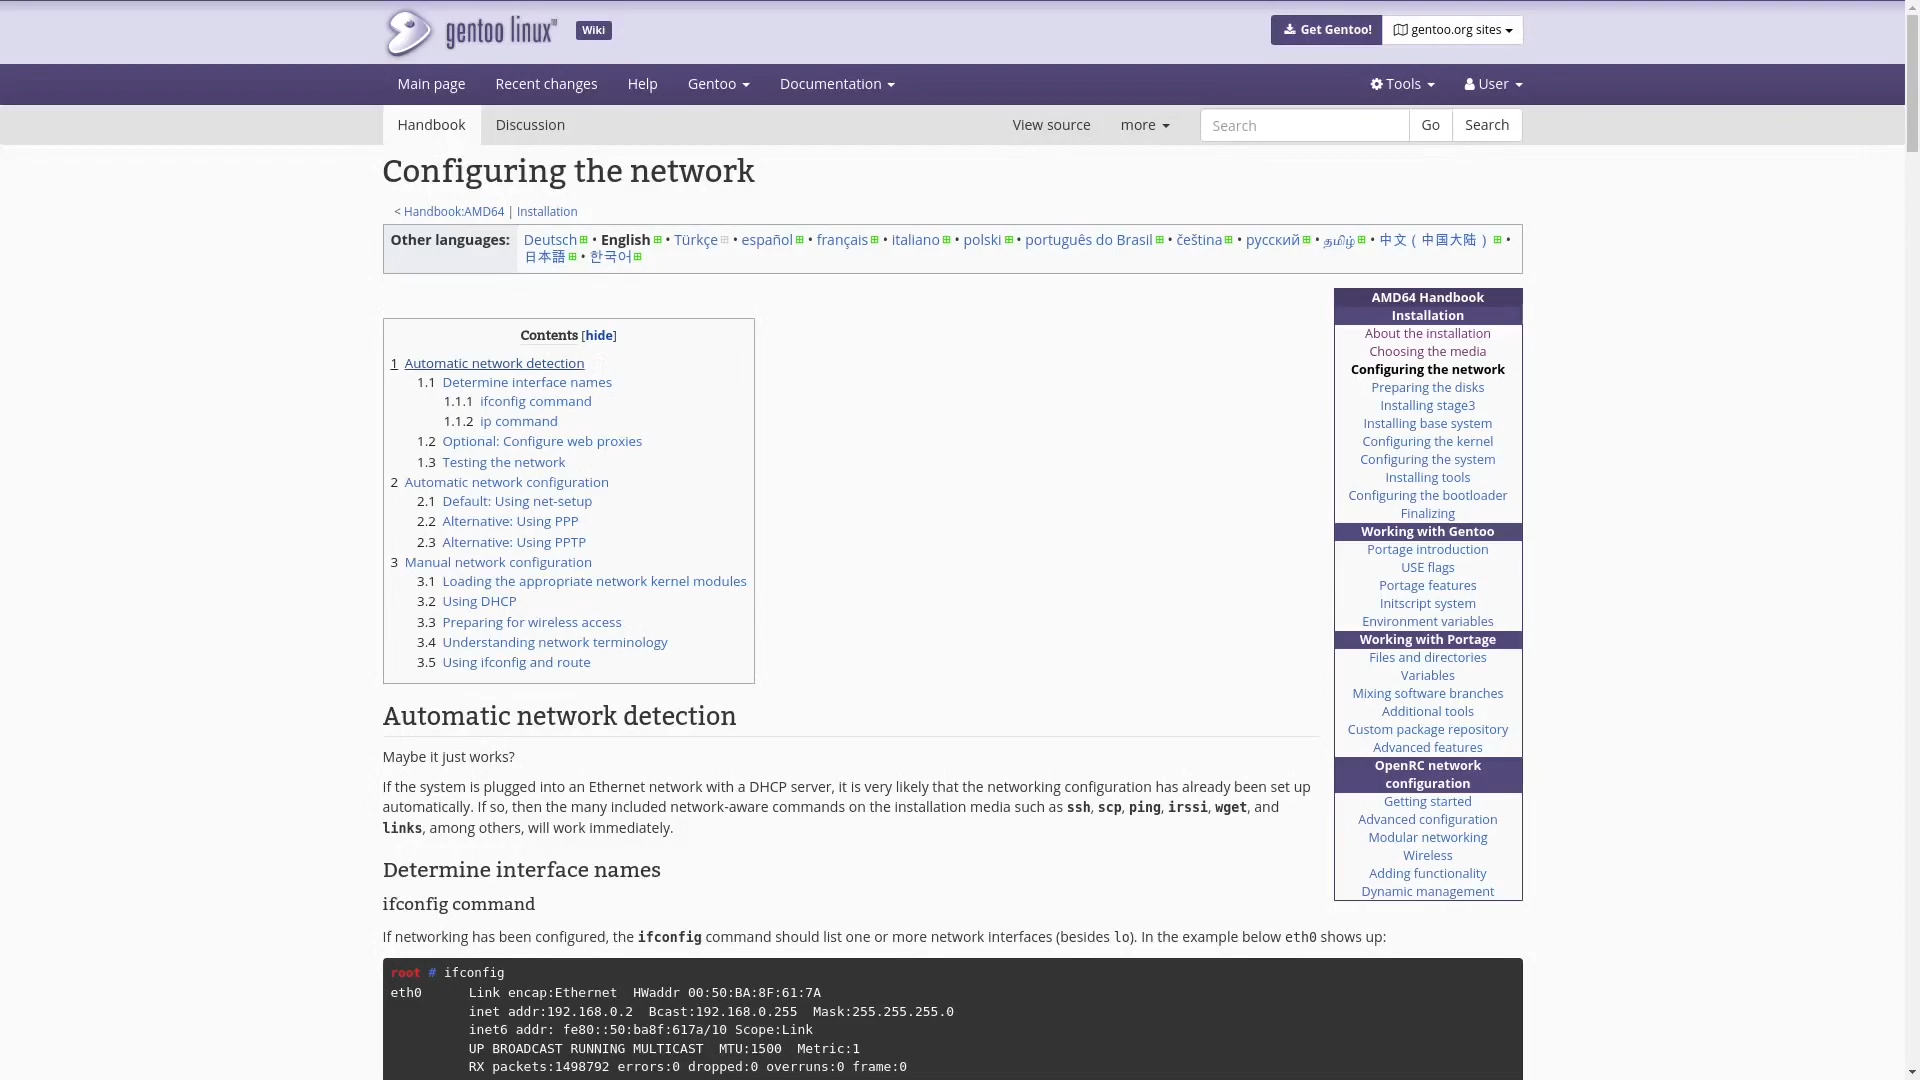 gentoo linux™ Wiki Get Gentoo! gentoo.org sites
Main page Recent changes Help Gentoo Documentation Tools User
Handbook Discussion View source more Search Go Search
Configuring the network
< Handbook:AMD64 | Installation
Other languages: Deutsch • English • Türkçe • español • français • italiano • polski • português do Brasil • čeština • русский • தமிழ் • 中文（中国大陆） •
日本語 • 한국어
Contents [hide]
1 Automatic network detection
1.1 Determine interface names
1.1.1 ifconfig command
1.1.2 ip command
1.2 Optional: Configure web proxies
1.3 Testing the network
2 Automatic network configuration
2.1 Default: Using net-setup
2.2 Alternative: Using PPP
2.3 Alternative: Using PPTP
3 Manual network configuration
3.1 Loading the appropriate network kernel modules
3.2 Using DHCP
3.3 Preparing for wireless access
3.4 Understanding network terminology
3.5 Using ifconfig and route
AMD64 Handbook
Installation
About the installation
Choosing the media
Configuring the network
Preparing the disks
Installing stage3
Installing base system
Configuring the kernel
Configuring the system
Installing tools
Configuring the bootloader
Finalizing
Working with Gentoo
Portage introduction
USE flags
Portage features
Initscript system
Environment variables
Working with Portage
Files and directories
Variables
Mixing software branches
Additional tools
Custom package repository
Advanced features
OpenRC network
configuration
Getting started
Advanced configuration
Modular networking
Wireless
Adding functionality
Dynamic management
Automatic network detection
Maybe it just works?
If the system is plugged into an Ethernet network with a DHCP server, it is very likely that the networking configuration has already been set up
automatically. If so, then the many included network-aware commands on the installation media such as ssh, scp, ping, irssi, wget, and
links, among others, will work immediately.
Determine interface names
ifconfig command
If networking has been configured, the ifconfig command should list one or more network interfaces (besides lo). In the example below eth0 shows up:
root # ifconfig
eth0 Link encap:Ethernet HWaddr 00:50:BA:8F:61:7A
inet addr:192.168.0.2 Bcast:192.168.0.255 Mask:255.255.255.0
inet6 addr: fe80::50:ba8f:617a/10 Scope:Link
UP BROADCAST RUNNING MULTICAST MTU:1500 Metric:1
RX packets:1498792 errors:0 dropped:0 overruns:0 frame:0